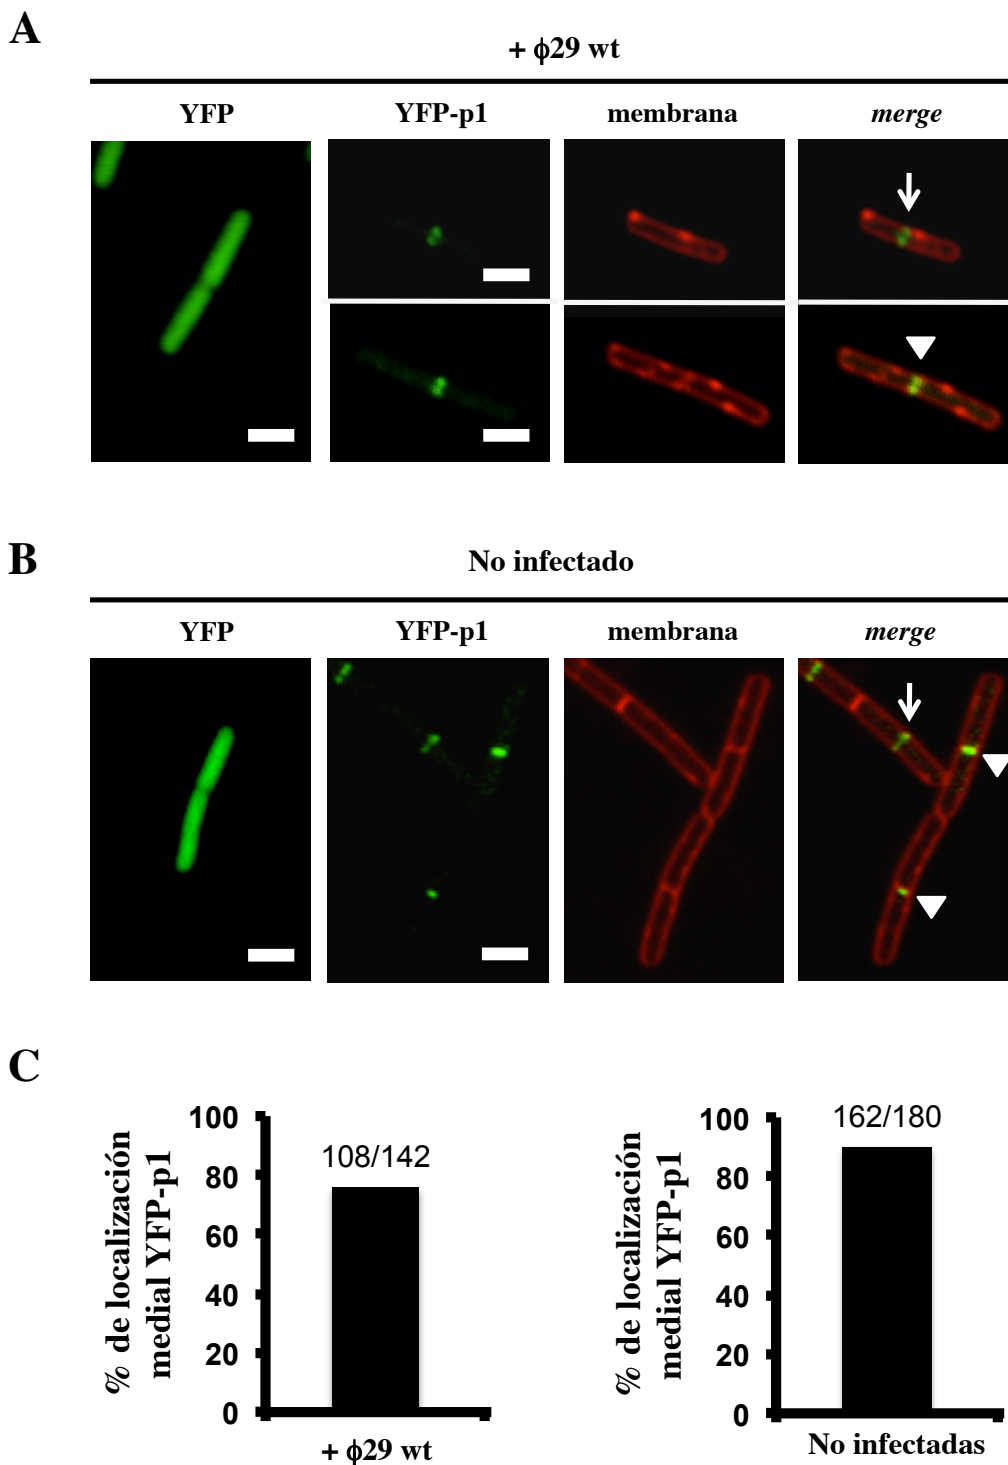 A
+ ϕ29 wt
YFP
YFP-p1
membrana
merge
B
No infectado
YFP
YFP-p1
membrana
merge
C
% de localización
medial YFP-p1
100
80
60
40
20
0
108/142
+ ϕ29 wt
% de localización
medial YFP-p1
100
80
60
40
20
0
162/180
No infectadas